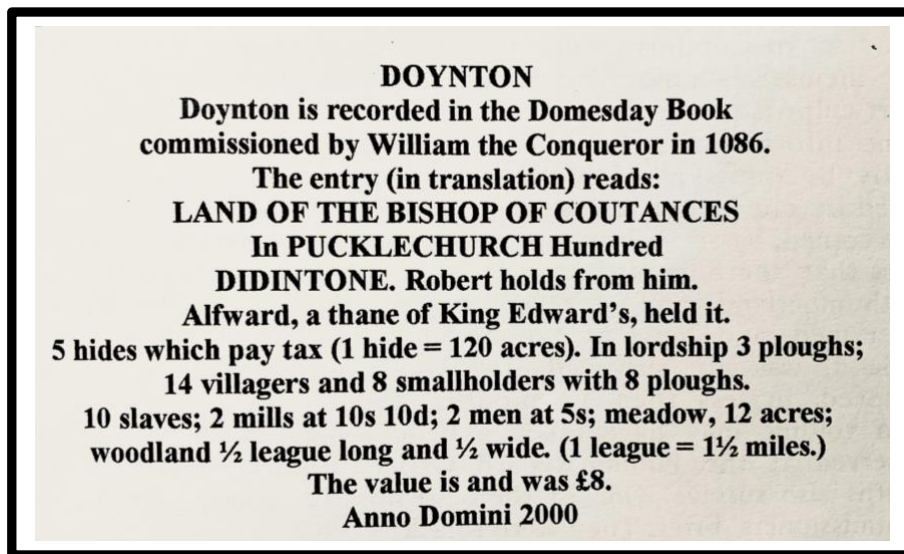 DOYNTON
Doynton is recorded in the Domesday Book
commissioned by William the Conqueror in 1086.
The entry (in translation) reads:
LAND OF THE BISHOP OF COUTANCES
In PUCKLECHURCH Hundred
DIDINTONE. Robert holds from him.
Alfward, a thane of King Edward's, held it.
5 hides which pay tax (1 hide = 120 acres). In lordship 3 ploughs;
14 villagers and 8 smallholders with 8 ploughs.
10 slaves; 2 mills at 10s 10d; 2 men at 5s; meadow, 12 acres;
woodland ½ league long and ½ wide. (1 league = 1½ miles.)
The value is and was £8.
Anno Domini 2000